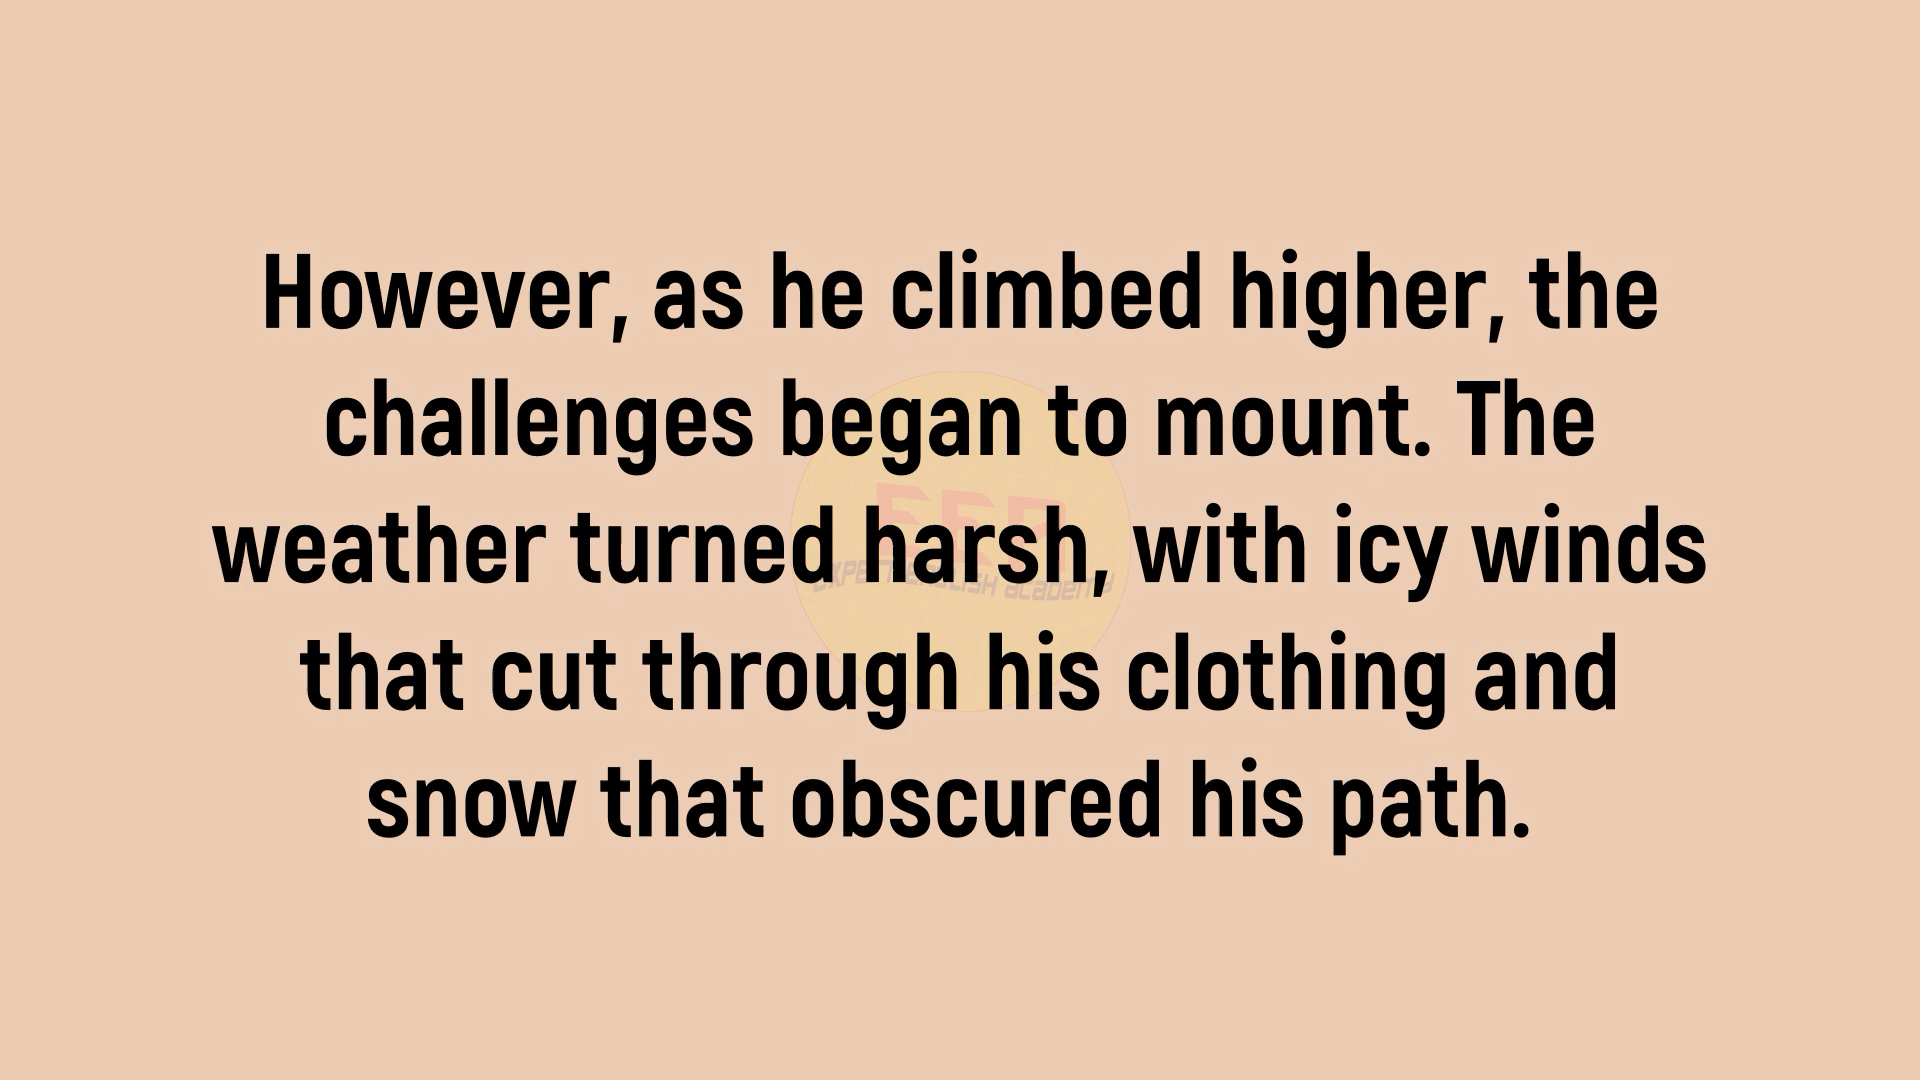 However, as he climbed higher, the
challenges began to mount. The
weather turned harsh, with icy winds
that cut through his clothing and
snow that obscured his path.